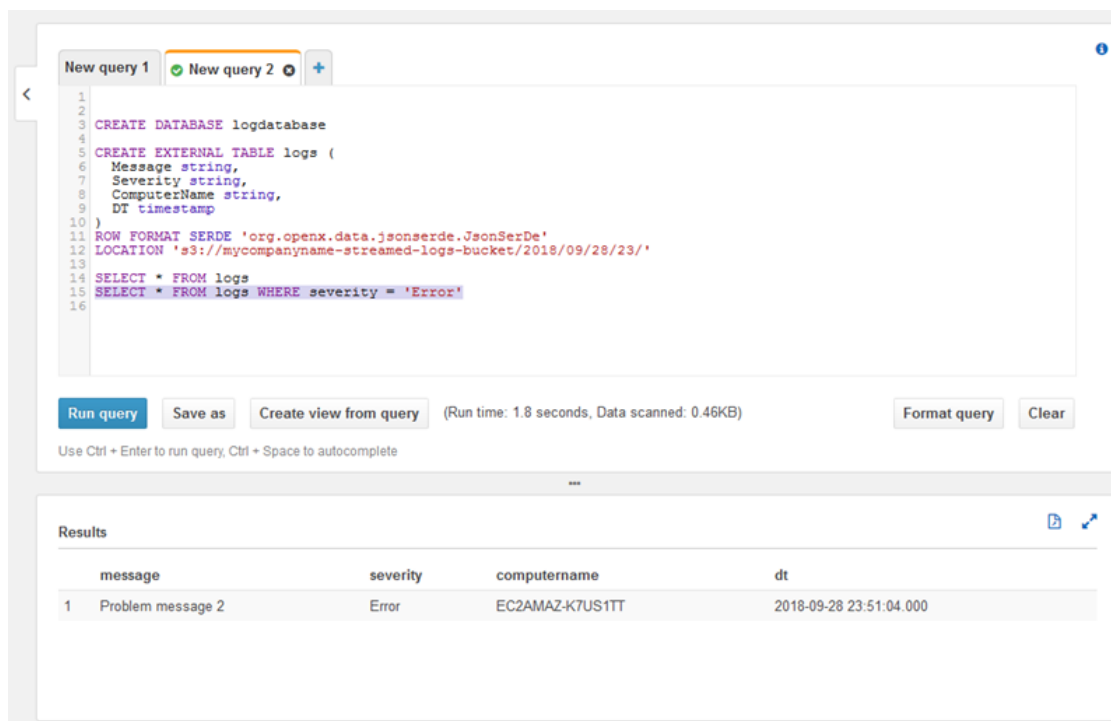 New query 1 New query 2 +
1
2
3 CREATE DATABASE logdatabase
4
5 CREATE EXTERNAL TABLE logs (
6 Message string,
7 Severity string,
8 ComputerName string,
9 DT timestamp
10 )
11 ROW FORMAT SERDE 'org.openx.data.jsonserde.JsonSerDe'
12 LOCATION 's3://mycompanyname-streamed-logs-bucket/2018/09/28/23/'
13
14 SELECT * FROM logs
15 SELECT * FROM logs WHERE severity = 'Error'
16
Run query Save as Create view from query (Run time: 1.8 seconds, Data scanned: 0.46KB) Format query Clear
Use Ctrl + Enter to run query, Ctrl + Space to autocomplete
Results
message severity computername dt
1 Problem message 2 Error EC2AMAZ-K7US1TT 2018-09-28 23:51:04.000